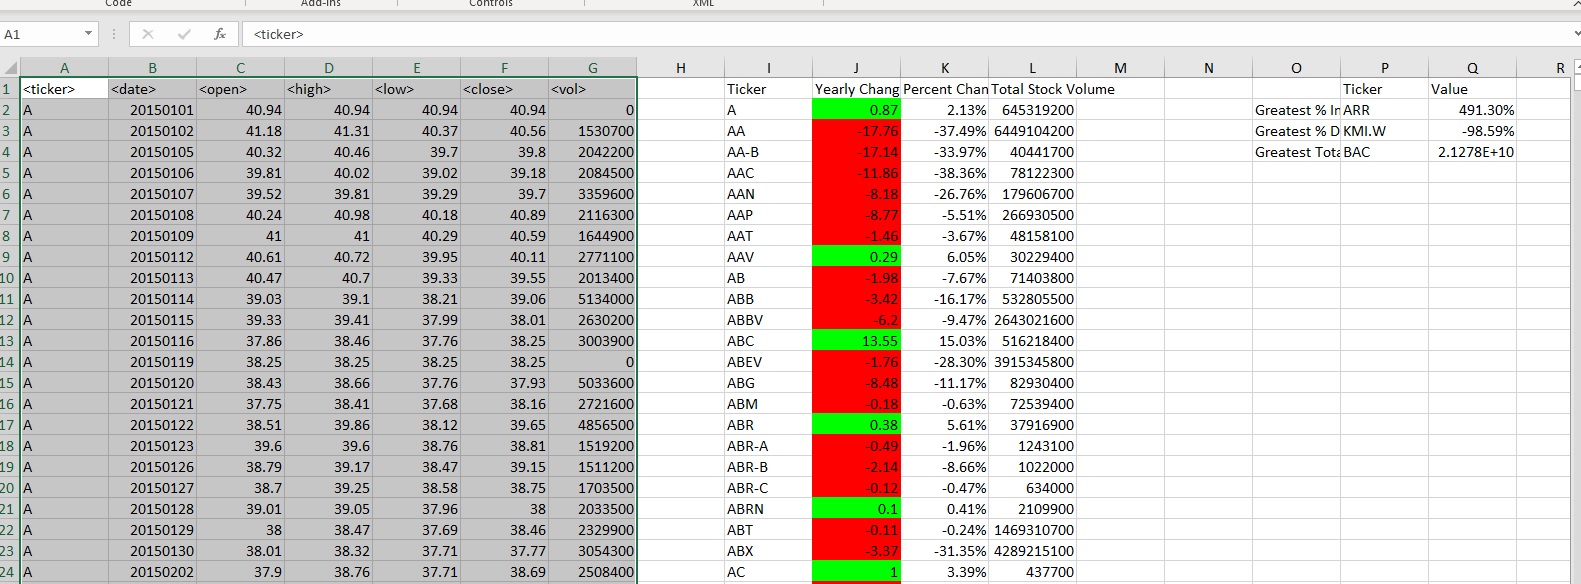 Code Add-ins Controls XML
A1 fx <ticker>
A B C D E F G H I J K L M N O P Q R
1 <ticker> <date> <open> <high> <low> <close> <vol> Ticker Yearly Chang Percent Chan Total Stock Volume Ticker Value
2 A 20150101 40.94 40.94 40.94 40.94 0 A 0.87 2.13% 645319200 Greatest % In ARR 491.30%
3 A 20150102 41.18 41.31 40.37 40.56 1530700 AA -17.76 -37.49% 6449104200 Greatest % D KMI.W -98.59%
4 A 20150105 40.32 40.46 39.7 39.8 2042200 AA-B -17.14 -33.97% 40441700 Greatest Tota BAC 2.1278E+10
5 A 20150106 39.81 40.02 39.02 39.18 2084500 AAC -11.86 -38.36% 78122300
6 A 20150107 39.52 39.81 39.29 39.7 3359600 AAN -8.18 -26.76% 179606700
7 A 20150108 40.24 40.98 40.18 40.89 2116300 AAP -8.77 -5.51% 266930500
8 A 20150109 41 41 40.29 40.59 1644900 AAT -1.46 -3.67% 48158100
9 A 20150112 40.61 40.72 39.95 40.11 2771100 AAV 0.29 6.05% 30229400
10 A 20150113 40.47 40.7 39.33 39.55 2013400 AB -1.98 -7.67% 71403800
11 A 20150114 39.03 39.1 38.21 39.06 5134000 ABB -3.42 -16.17% 532805500
12 A 20150115 39.33 39.41 37.99 38.01 2630200 ABBV -6.2 -9.47% 2643021600
13 A 20150116 37.86 38.46 37.76 38.25 3003900 ABC 13.55 15.03% 516218400
14 A 20150119 38.25 38.25 38.25 38.25 0 ABEV -1.76 -28.30% 3915345800
15 A 20150120 38.43 38.66 37.76 37.93 5033600 ABG -8.48 -11.17% 82930400
16 A 20150121 37.75 38.41 37.68 38.16 2721600 ABM -0.18 -0.63% 72539400
17 A 20150122 38.51 39.86 38.12 39.65 4856500 ABR 0.38 5.61% 37916900
18 A 20150123 39.6 39.6 38.76 38.81 1519200 ABR-A -0.49 -1.96% 1243100
19 A 20150126 38.79 39.17 38.47 39.15 1511200 ABR-B -2.14 -8.66% 1022000
20 A 20150127 38.7 39.25 38.58 38.75 1703500 ABR-C -0.12 -0.47% 634000
21 A 20150128 39.01 39.05 37.96 38 2033500 ABRN 0.1 0.41% 2109900
22 A 20150129 38 38.47 37.69 38.46 2329900 ABT -0.11 -0.24% 1469310700
23 A 20150130 38.01 38.32 37.71 37.77 3054300 ABX -3.37 -31.35% 4289215100
24 A 20150202 37.9 38.76 37.71 38.69 2508400 AC 1 3.39% 437700